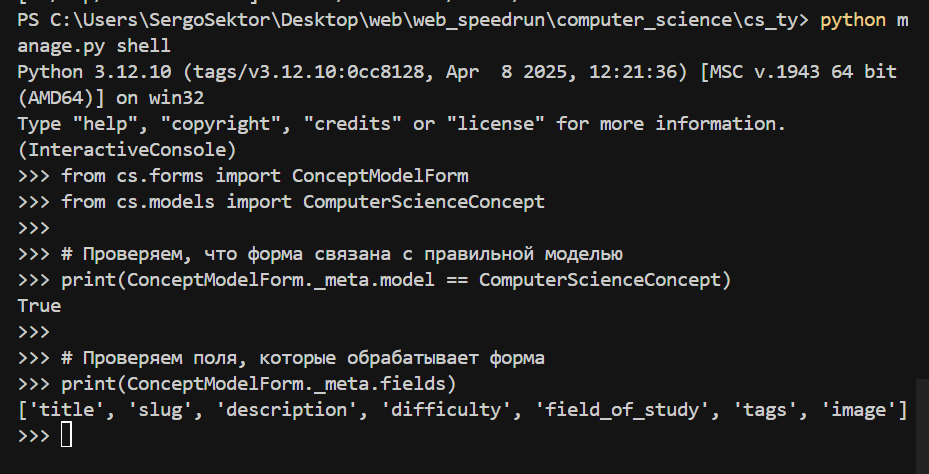 PS C:\Users\SergoSektor\Desktop\web\web_speedrun\computer_science\cs_ty> python m
anage.py shell
Python 3.12.10 (tags/v3.12.10:0cc8128, Apr  8 2025, 12:21:36) [MSC v.1943 64 bit
(AMD64)] on win32
Type "help", "copyright", "credits" or "license" for more information.
(InteractiveConsole)
>>> from cs.forms import ConceptModelForm
>>> from cs.models import ComputerScienceConcept
>>>
>>> # Проверяем, что форма связана с правильной моделью
>>> print(ConceptModelForm._meta.model == ComputerScienceConcept)
True
>>>
>>> # Проверяем поля, которые обрабатывает форма
>>> print(ConceptModelForm._meta.fields)
['title', 'slug', 'description', 'difficulty', 'field_of_study', 'tags', 'image']
>>>